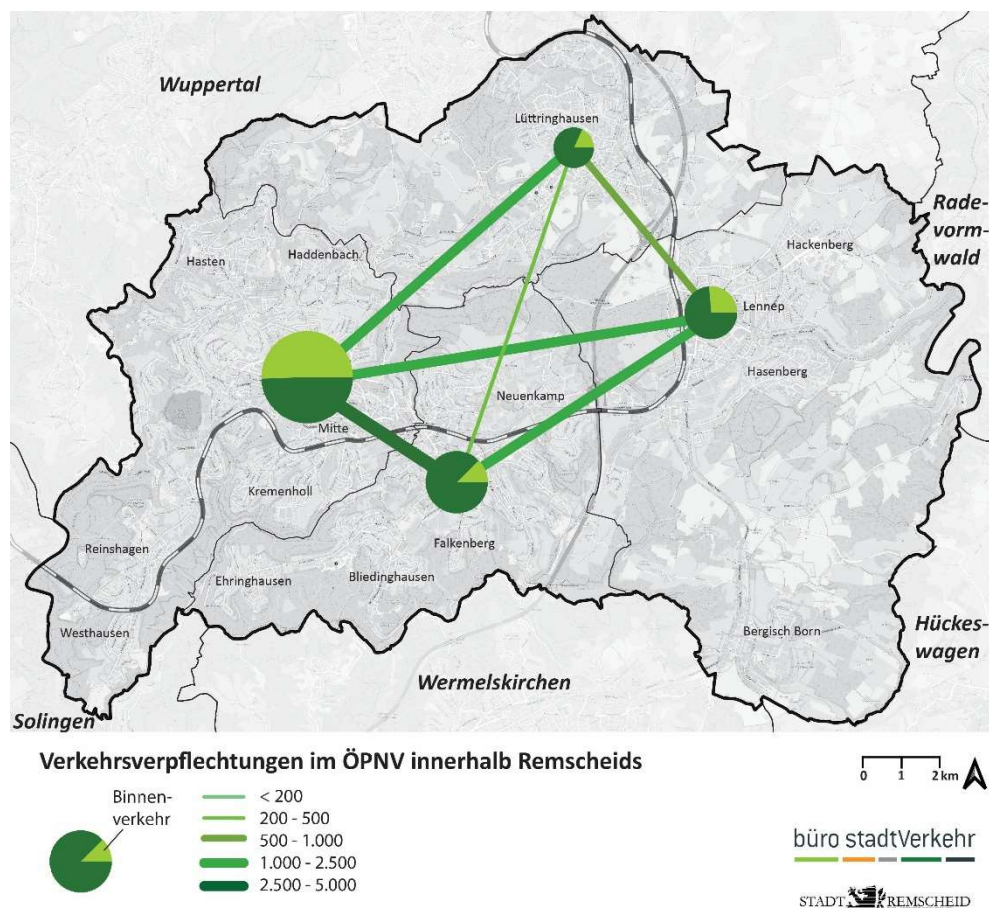 Wuppertal
Lüttringhausen
Rade-
vorm-
wald
Hackenberg
Hasten
Haddenbach
Lennep
Hasenberg
Neuenkamp
Mitte
Kremenholl
Reinshagen
Falkenberg
Ehringhausen
Bliedinghausen
Westhausen
Bergisch Born
Hückes-
wagen
Wermelskirchen
Solingen
Verkehrsverpflechtungen im ÖPNV innerhalb Remscheids
0 1 2 km
Binnen-
verkehr
< 200
200 - 500
500 - 1.000
1.000 - 2.500
2.500 - 5.000
büro stadtVerkehr
STADT REMSCHEID